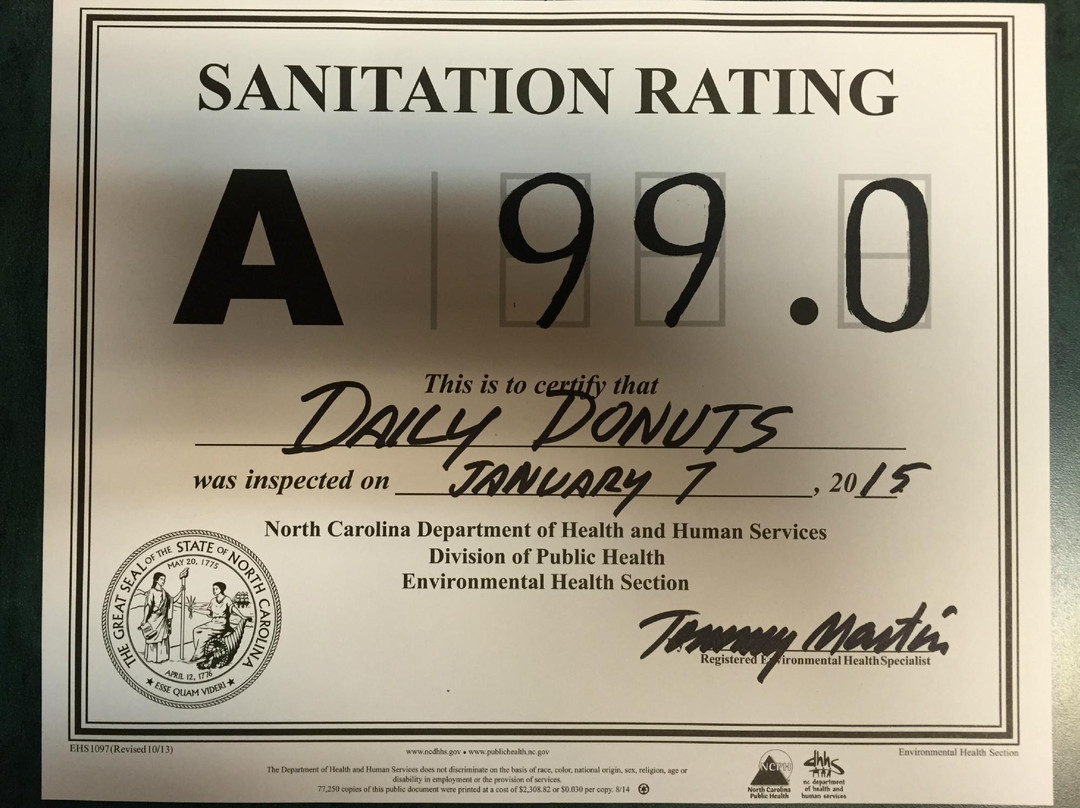 SANITATION RATING
A 99.0
This is to certify that
DAILY DONUTS
was inspected on JANUARY 7, 2015
North Carolina Department of Health and Human Services
Division of Public Health
Environmental Health Section
THE GREAT SEAL OF THE STATE OF NORTH CAROLINA
MAY 20, 1775
APRIL 12, 1776
★ ESSE QUAM VIDERI ★
Tommy Martin
Registered Environmental Health Specialist
EHS1097(Revised 10/13)
www.ncdhhs.gov • www.publichealth.nc.gov
Environmental Health Section
The Department of Health and Human Services does not discriminate on the basis of race, color, national origin, sex, religion, age or
disability in employment or the provision of services.
77,250 copies of this public document were printed at a cost of $2,308.82 or $0.030 per copy. 8/14
NCPH
North Carolina
Public Health
dhhs
nc department
of health and
human services